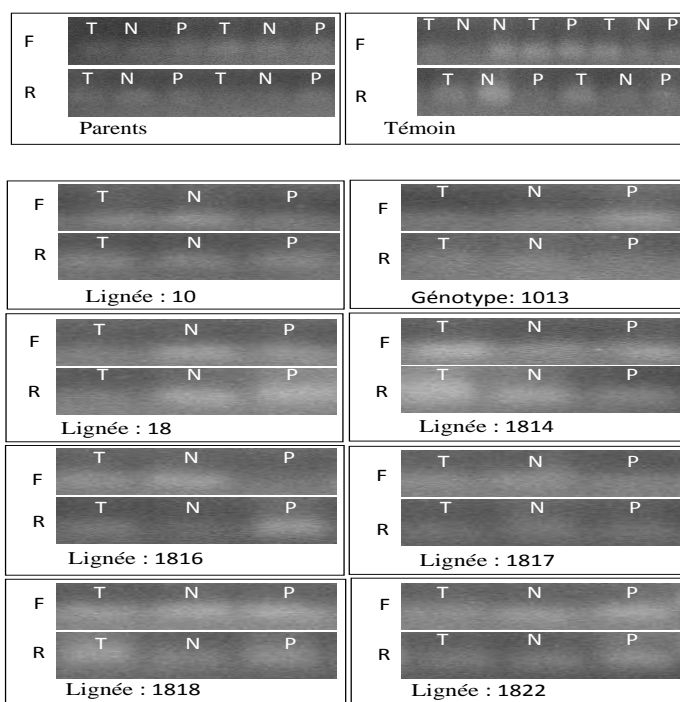 F T N P T N P
R T N P T N P
Parents
F T N N T P T N P
R T N P T N P
Témoin
F T N P
R T N P
Lignée : 10
F T N P
R T N P
Génotype: 1013
F T N P
R T N P
Lignée : 18
F T N P
R T N P
Lignée : 1814
F T N P
R T N P
Lignée : 1816
F T N P
R T N P
Lignée : 1817
F T N P
R T N P
Lignée : 1818
F T N P
R T N P
Lignée : 1822